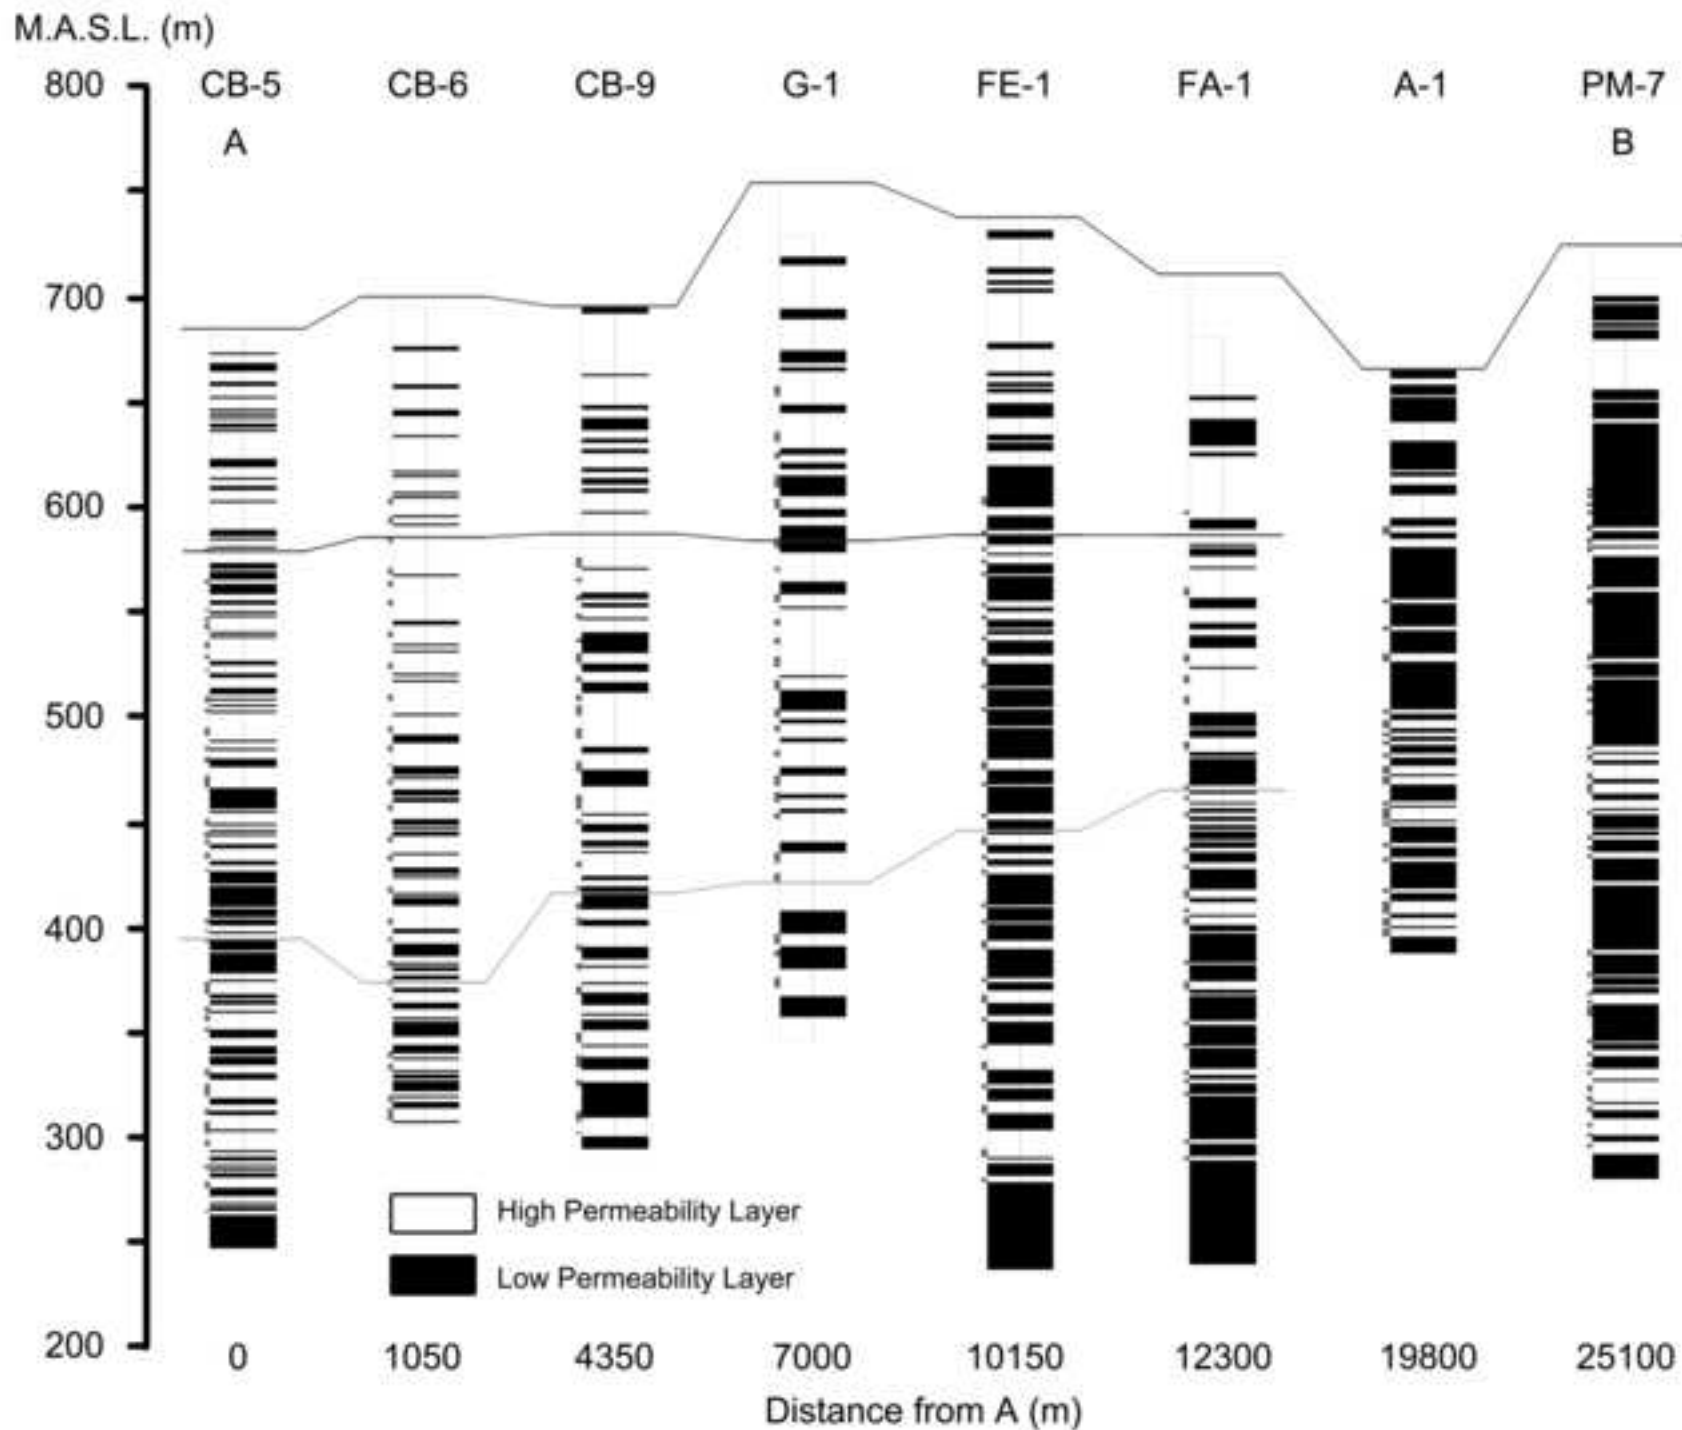 M.A.S.L. (m)
800 CB-5 CB-6 CB-9 G-1 FE-1 FA-1 A-1 PM-7
A B
700
600
500
400
300
High Permeability Layer
Low Permeability Layer
200
0 1050 4350 7000 10150 12300 19800 25100
Distance from A (m)